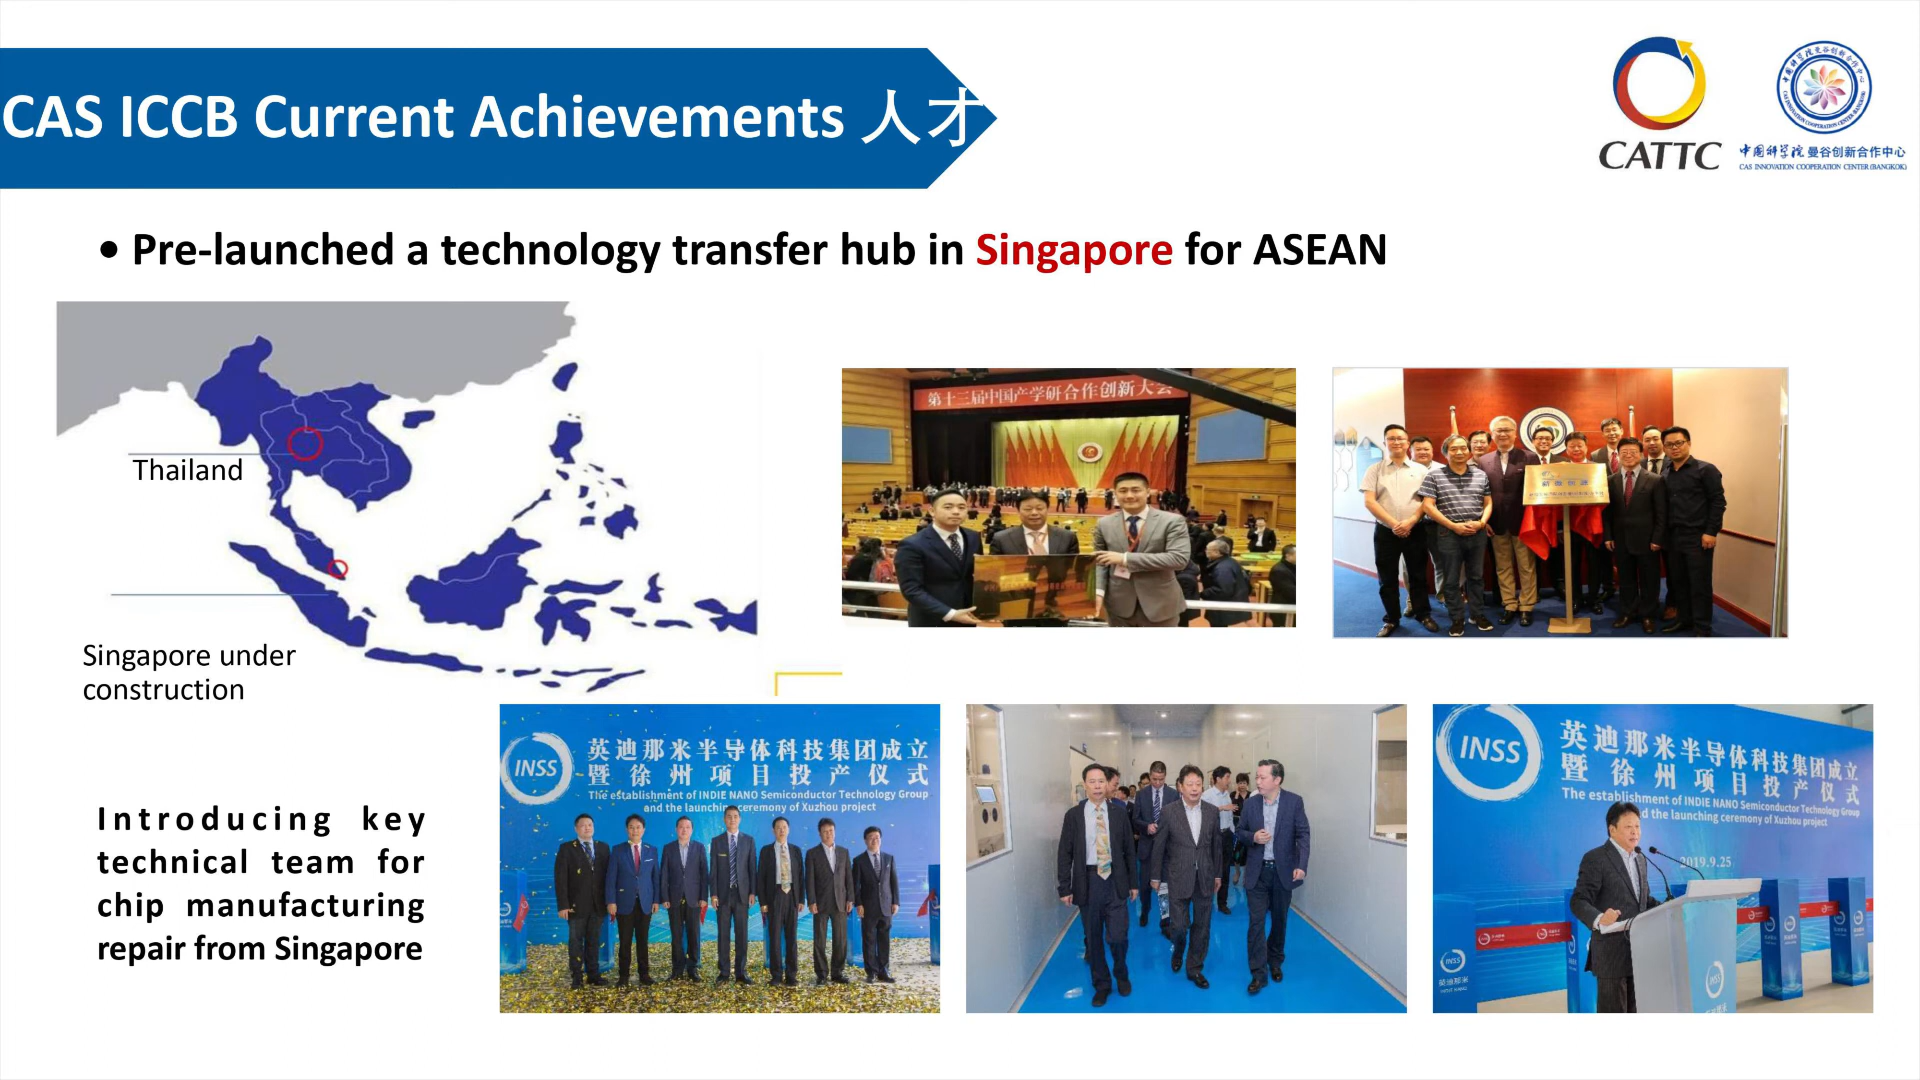 CAS ICCB Current Achievements 人才
CATTC
中国科学院 曼谷创新合作中心
CAS INNOVATION COOPERATION CENTER (BANGKOK)
• Pre-launched a technology transfer hub in Singapore for ASEAN
Thailand
Singapore under
construction
第十三届中国产学研合作创新大会
Introducing key
technical team for
chip manufacturing
repair from Singapore
INSS
英迪那米半导体科技集团成立
暨徐州项目投产仪式
The establishment of INDIE NANO Semiconductor Technology Group
and the launching ceremony of Xuzhou project
INSS
英迪那米半导体科技集团成立
暨徐州项目投产仪式
The establishment of INDIE NANO Semiconductor Technology Group
d the launching ceremony of Xuzhou project
2019.9.25
INSS
INSS